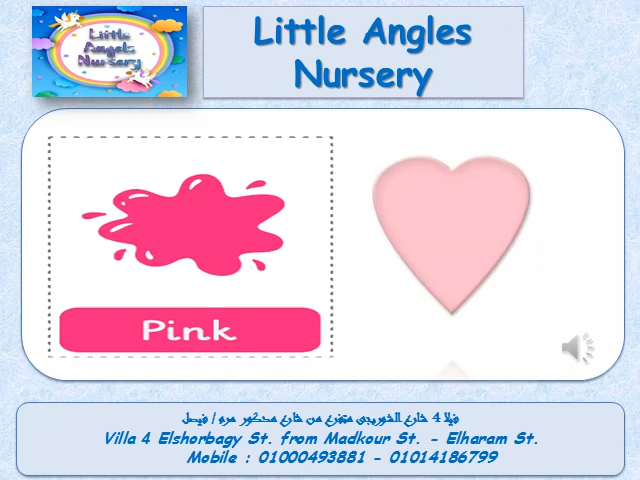 Little
Angels
Nursery
Little Angles
Nursery
Pink
فيلا 4 شارع الشوربجى متفرع من شارع مدكور هرم / فيصل
Villa 4 Elshorbagy St. from Madkour St. - Elharam St.
Mobile : 01000493881 - 01014186799